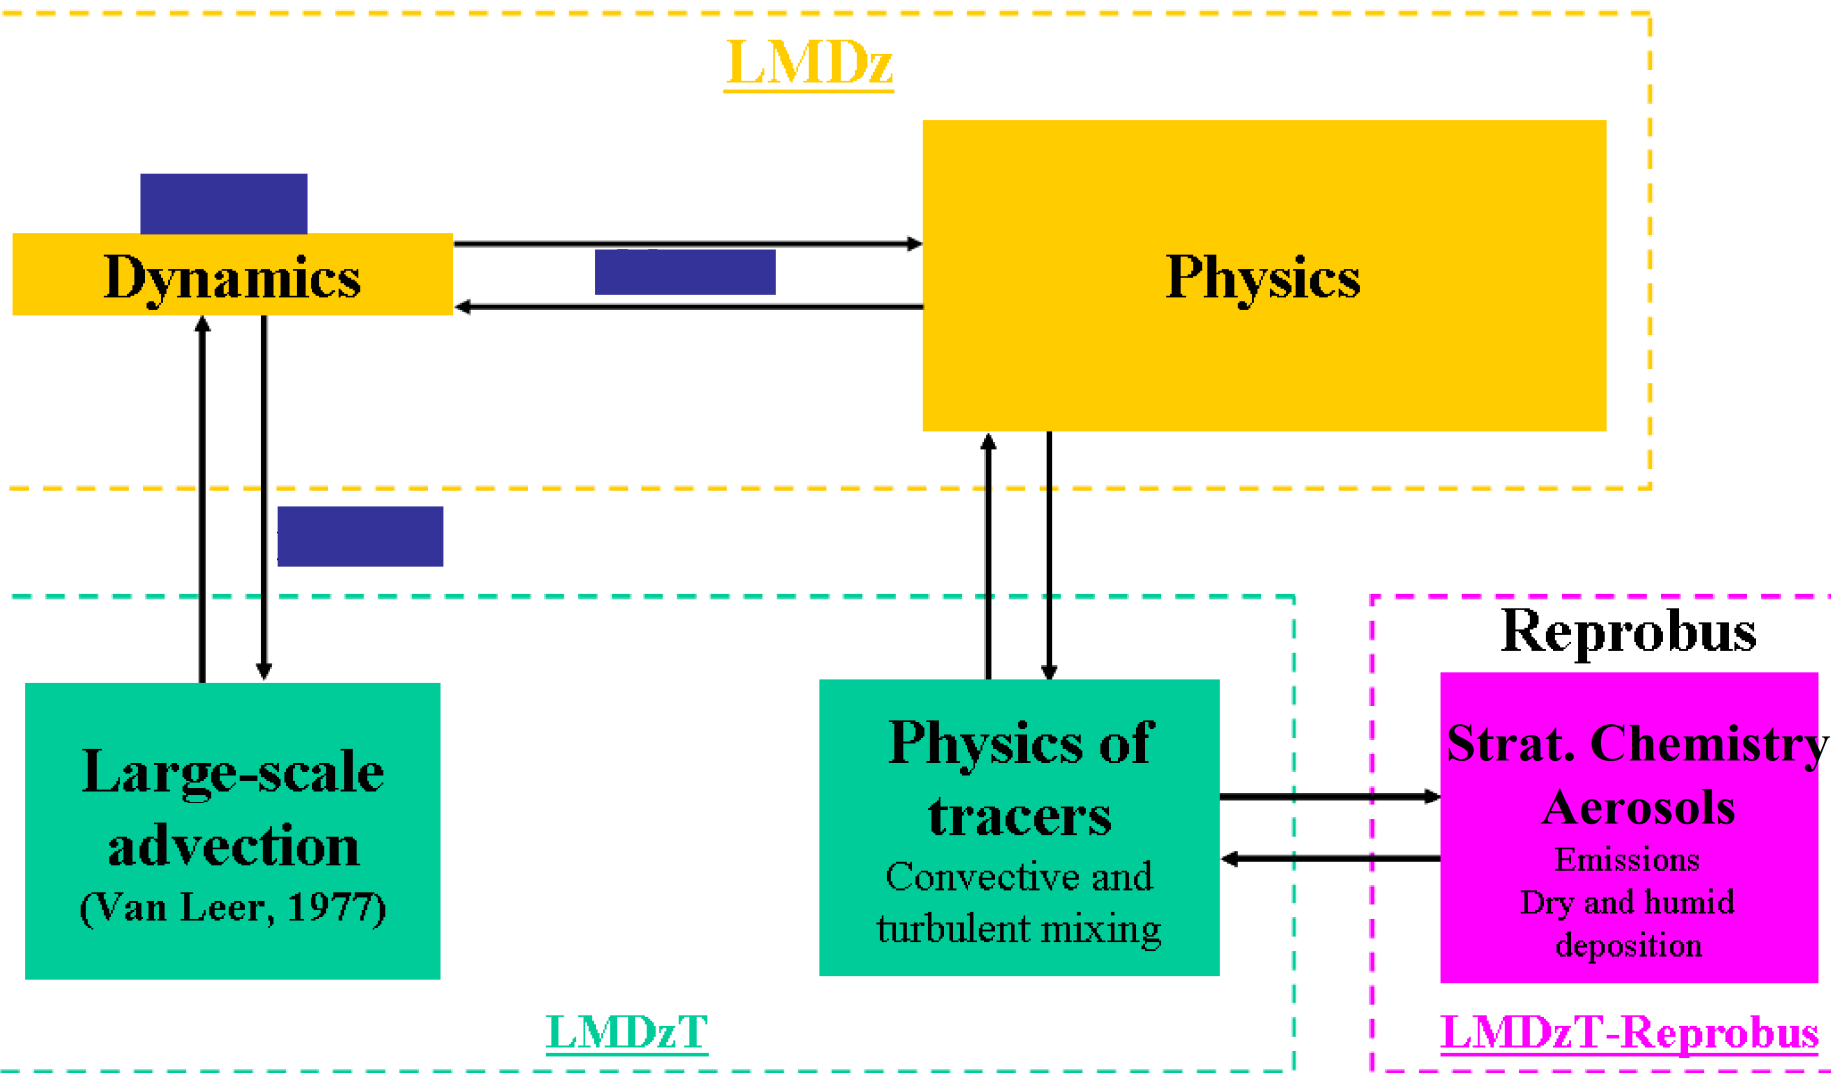 LMDz
Dynamics
Physics
Large-scale
advection
(Van Leer, 1977)
Physics of
tracers
Convective and
turbulent mixing
Reprobus
Strat. Chemistry
Aerosols
Emissions
Dry and humid
deposition
LMDzT
LMDzT-Reprobus